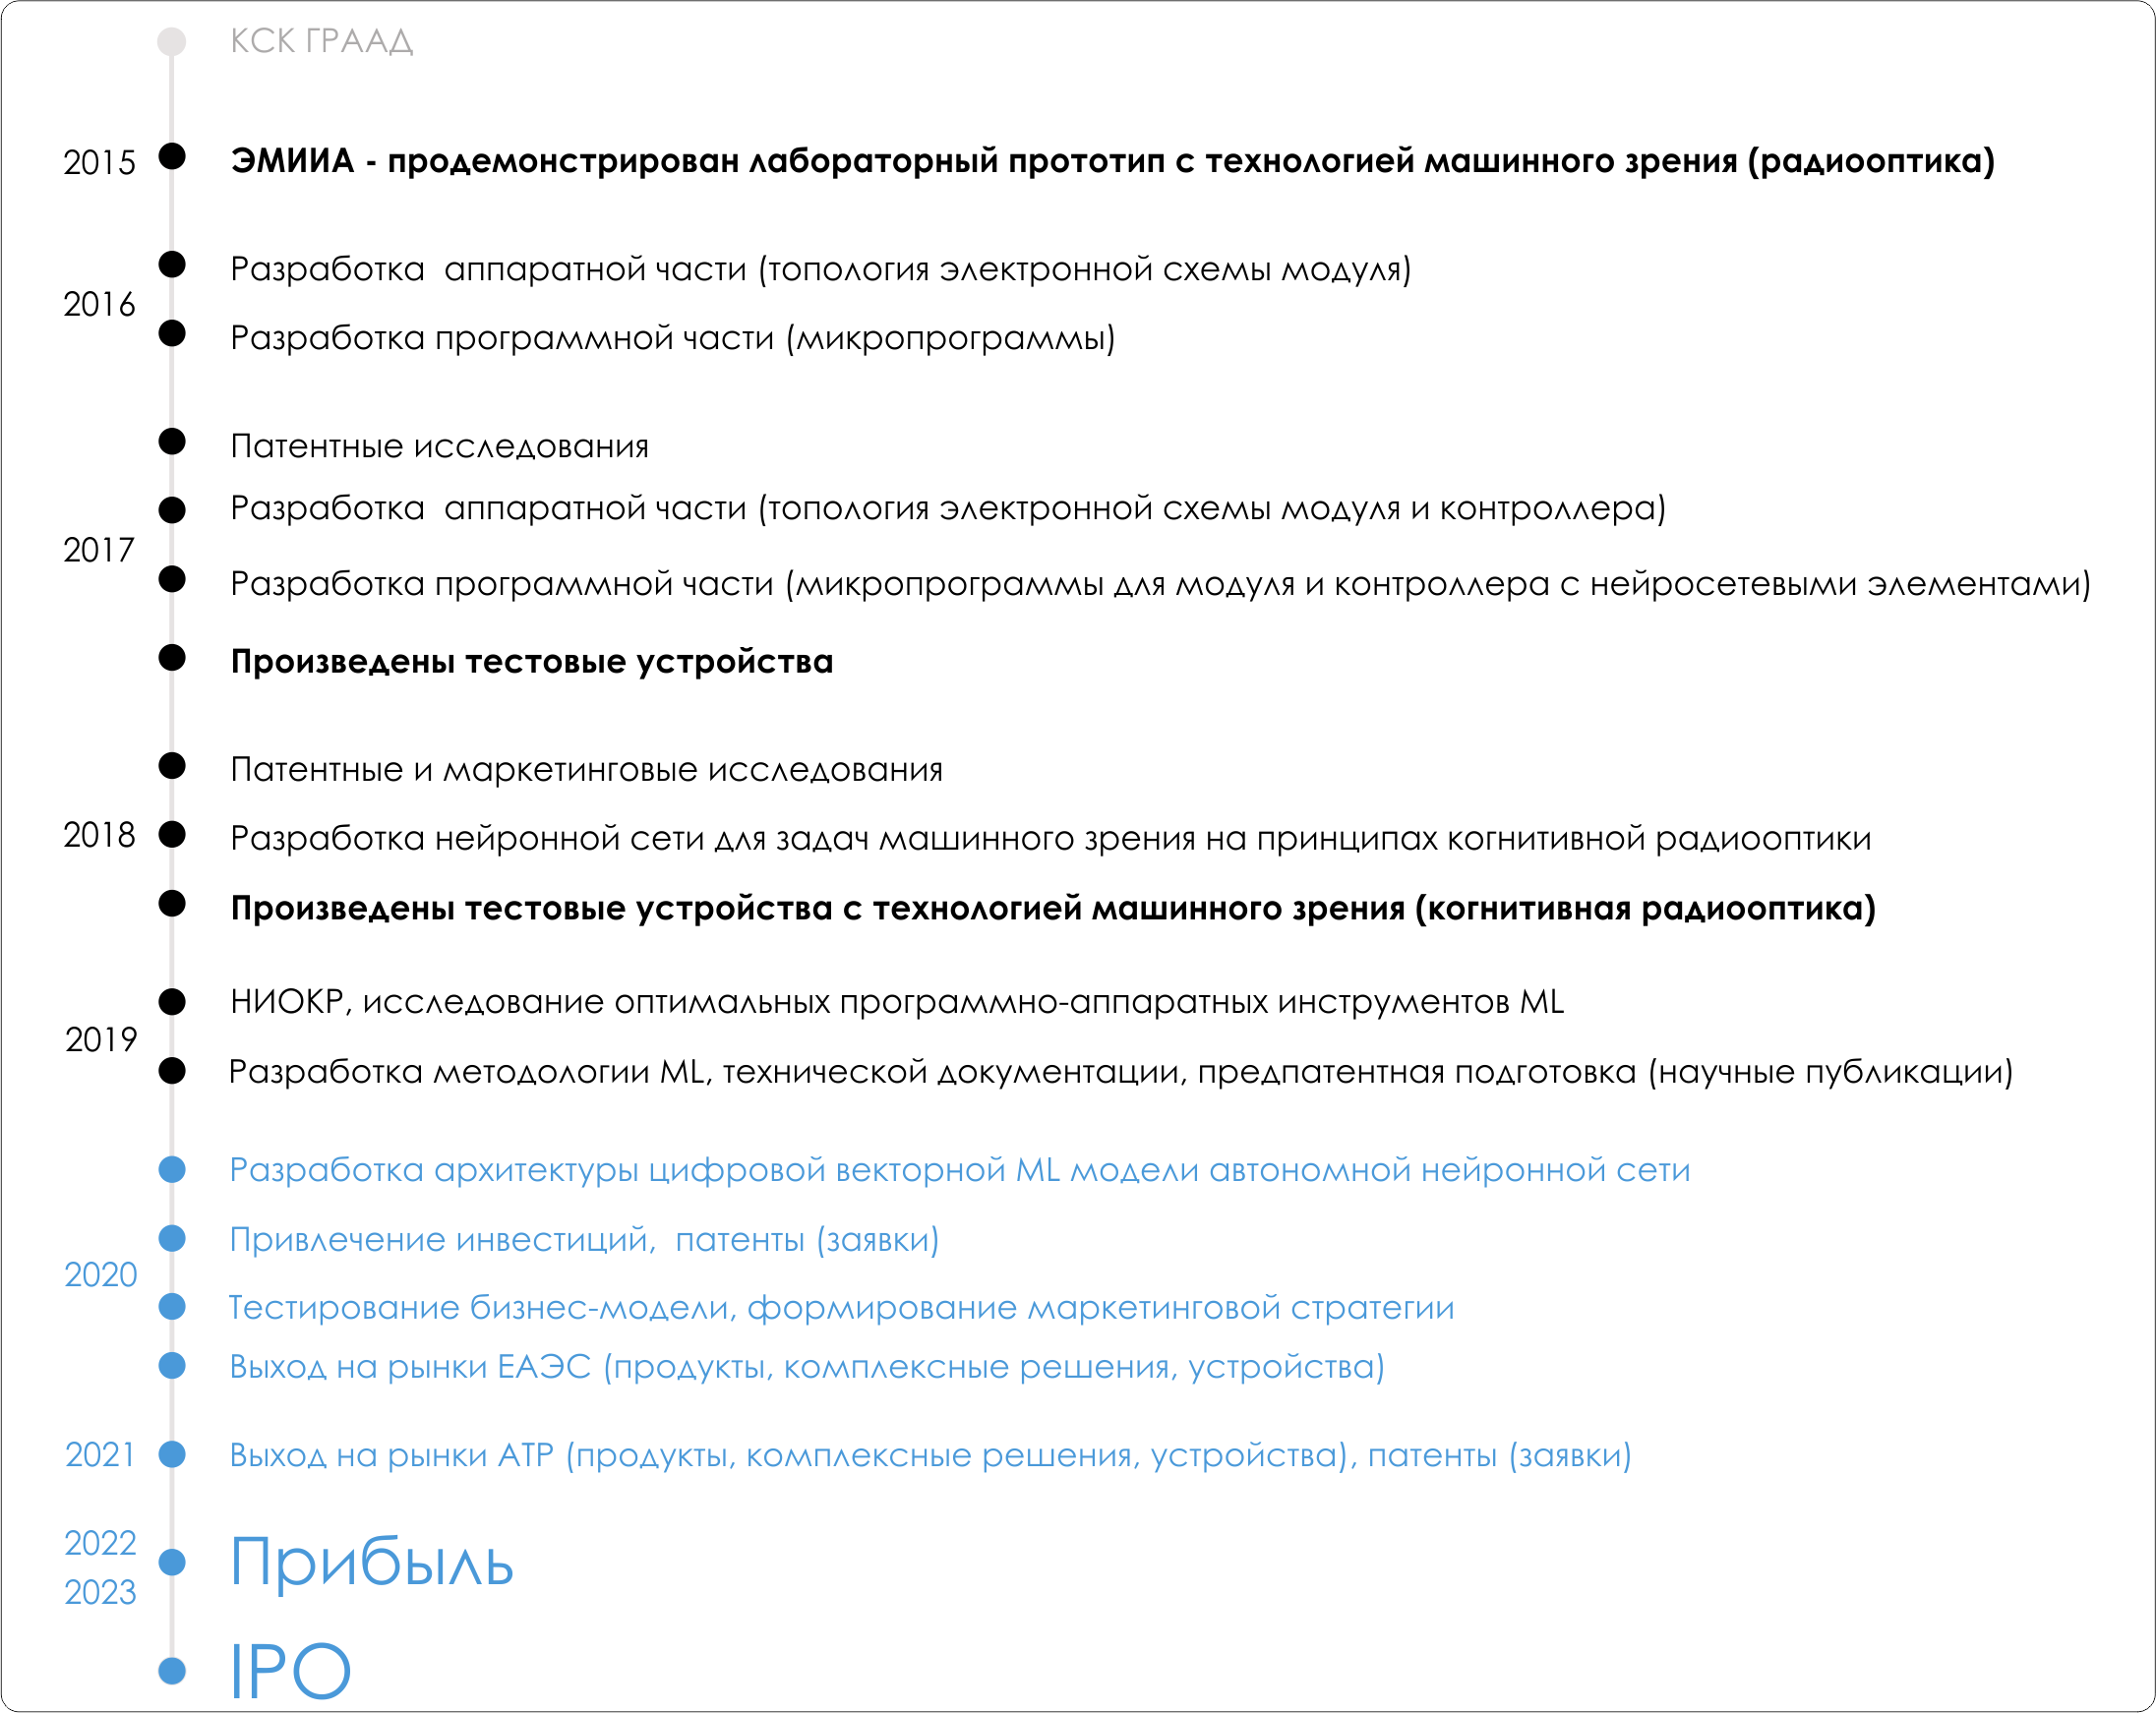 КСК ГРААД
2015
ЭМИИА - продемонстрирован лабораторный прототип с технологией машинного зрения (радиооптика)
2016
Разработка  аппаратной части (топология электронной схемы модуля)
Разработка программной части (микропрограммы)
2017
Патентные исследования
Разработка  аппаратной части (топология электронной схемы модуля и контроллера)
Разработка программной части (микропрограммы для модуля и контроллера с нейросетевыми элементами)
Произведены тестовые устройства
2018
Патентные и маркетинговые исследования
Разработка нейронной сети для задач машинного зрения на принципах когнитивной радиооптики
Произведены тестовые устройства с технологией машинного зрения (когнитивная радиооптика)
2019
НИОКР, исследование оптимальных программно-аппаратных инструментов ML
Разработка методологии ML, технической документации, предпатентная подготовка (научные публикации)
2020
Разработка архитектуры цифровой векторной ML модели автономной нейронной сети
Привлечение инвестиций,  патенты (заявки)
Тестирование бизнес-модели, формирование маркетинговой стратегии
Выход на рынки ЕАЭС (продукты, комплексные решения, устройства)
2021
Выход на рынки АТР (продукты, комплексные решения, устройства), патенты (заявки)
2022
2023
Прибыль
IPO